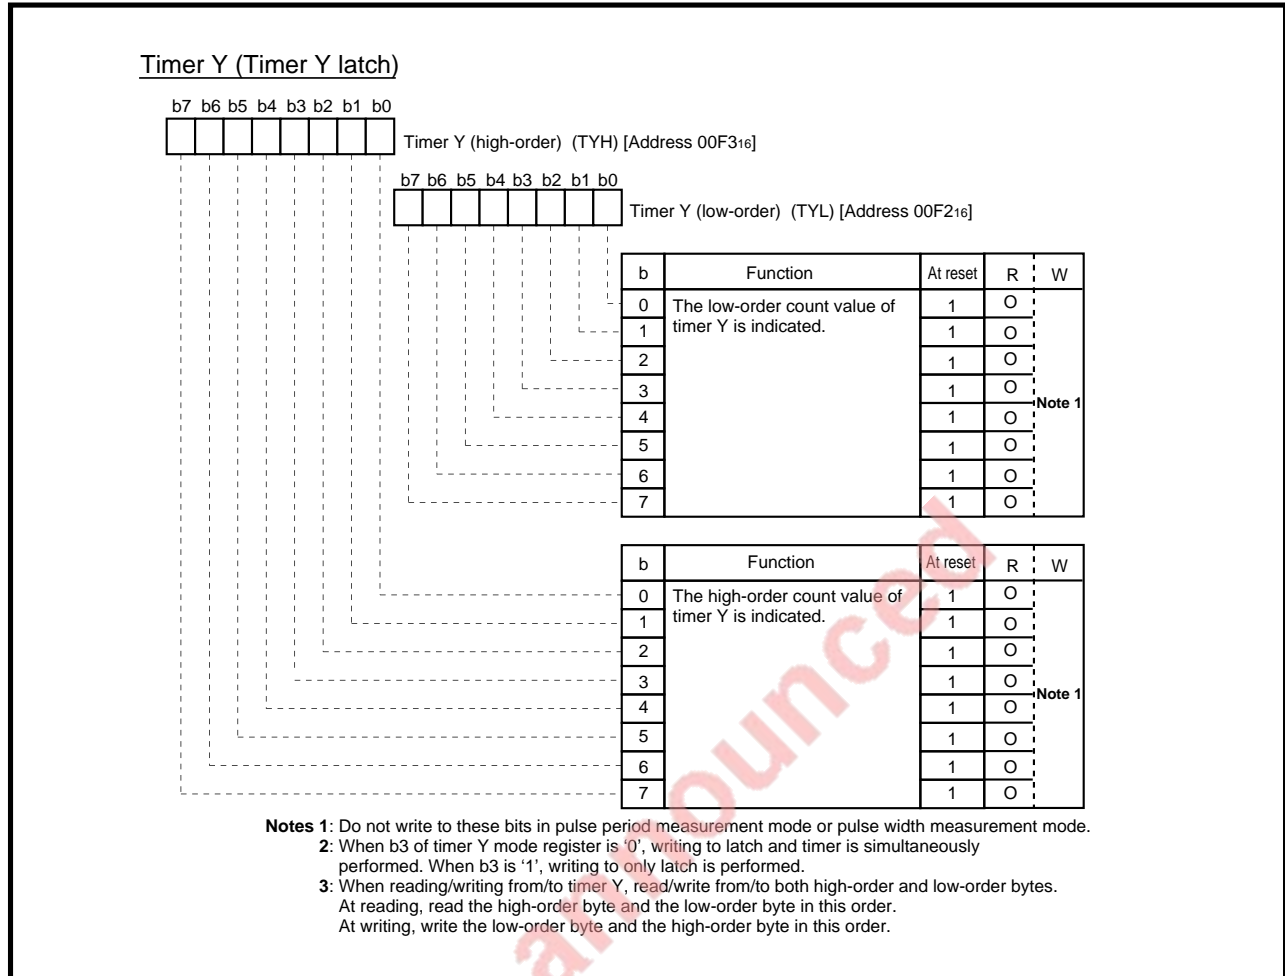 Timer Y (Timer Y latch)
b7 b6 b5 b4 b3 b2 b1 b0
Timer Y (high-order) (TYH) [Address 00F316]
b7 b6 b5 b4 b3 b2 b1 b0
Timer Y (low-order) (TYL) [Address 00F216]
b Function At reset R W
0 The low-order count value of 1 O
1 timer Y is indicated. 1 O
2 1 O
3 1 O
Note 1
4 1 O
5 1 O
6 1 O
7 1 O
b Function At reset R W
0 The high-order count value of 1 O
1 timer Y is indicated. 1 O
2 1 O
3 1 O
Note 1
4 1 O
5 1 O
6 1 O
7 1 O
Notes 1: Do not write to these bits in pulse period measurement mode or pulse width measurement mode.
2: When b3 of timer Y mode register is ‘0’, writing to latch and timer is simultaneously
performed. When b3 is ‘1’, writing to only latch is performed.
3: When reading/writing from/to timer Y, read/write from/to both high-order and low-order bytes.
At reading, read the high-order byte and the low-order byte in this order.
At writing, write the low-order byte and the high-order byte in this order.
announced